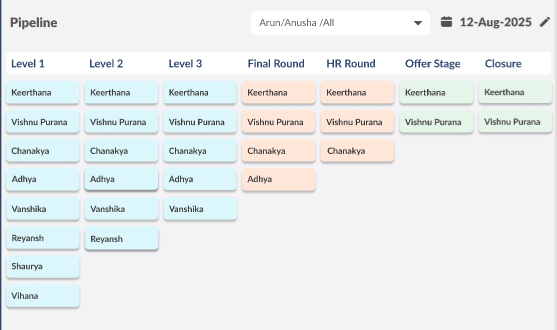 Pipeline Arun/Anusha /All 12-Aug-2025
Level 1 Level 2 Level 3 Final Round HR Round Offer Stage Closure
Keerthana Keerthana Keerthana Keerthana Keerthana Keerthana Keerthana
Vishnu Purana Vishnu Purana Vishnu Purana Vishnu Purana Vishnu Purana Vishnu Purana Vishnu Purana
Chanakya Chanakya Chanakya Chanakya Chanakya
Adhya Adhya Adhya Adhya
Vanshika Vanshika Vanshika
Reyansh Reyansh
Shaurya
Vihana